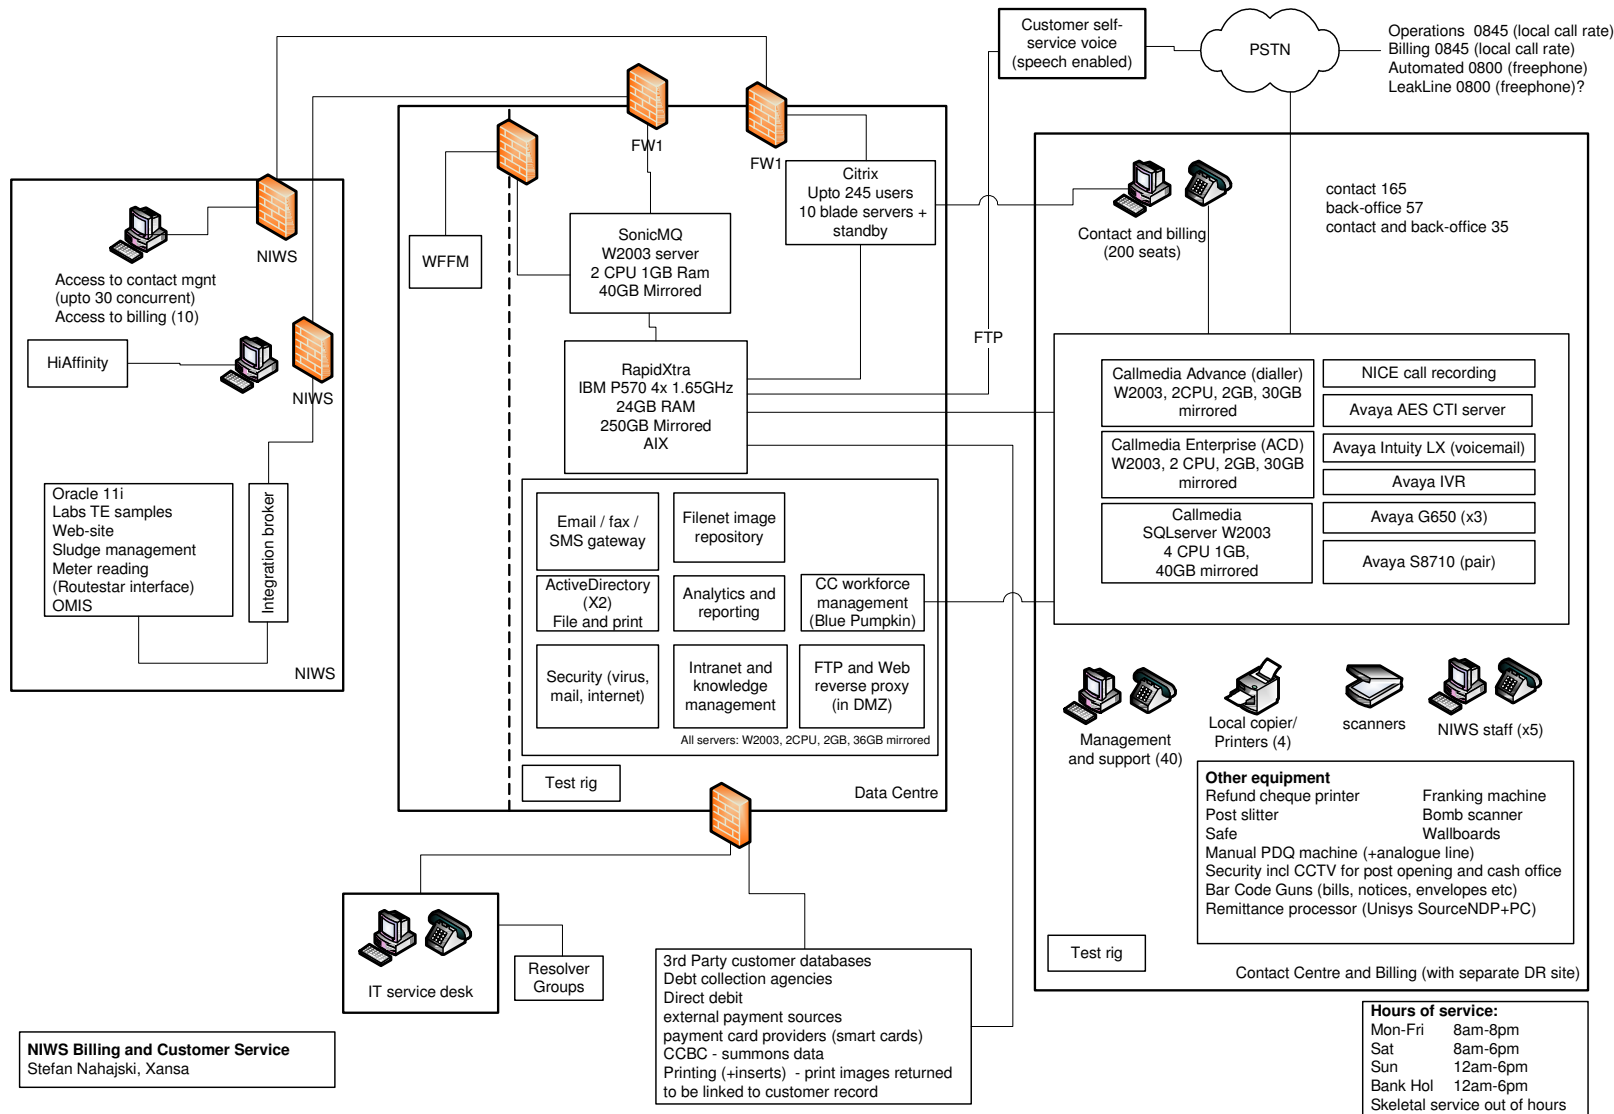 Customer self-
service voice
(speech enabled)
PSTN
Operations  0845 (local call rate)
Billing 0845 (local call rate)
Automated 0800 (freephone)
LeakLine 0800 (freephone)?
FW1
FW1
NIWS
Access to contact mgnt
(upto 30 concurrent)
Access to billing (10)
HiAffinity
NIWS
Oracle 11i
Labs TE samples
Web-site
Sludge management
Meter reading
(Routestar interface)
OMIS
Integration broker
NIWS
WFFM
SonicMQ
W2003 server
2 CPU 1GB Ram
40GB Mirrored
Citrix
Upto 245 users
10 blade servers +
standby
RapidXtra
IBM P570 4x 1.65GHz
24GB RAM
250GB Mirrored
AIX
FTP
Email / fax /
SMS gateway
Filenet image
repository
ActiveDirectory
(X2)
File and print
Analytics and
reporting
CC workforce
management
(Blue Pumpkin)
Security (virus,
mail, internet)
Intranet and
knowledge
management
FTP and Web
reverse proxy
(in DMZ)
All servers: W2003, 2CPU, 2GB, 36GB mirrored
Test rig
Data Centre
Contact and billing
(200 seats)
contact 165
back-office 57
contact and back-office 35
Callmedia Advance (dialler)
W2003, 2CPU, 2GB, 30GB
mirrored
Callmedia Enterprise (ACD)
W2003, 2 CPU, 2GB, 30GB
mirrored
Callmedia
SQLserver W2003
4 CPU 1GB,
40GB mirrored
NICE call recording
Avaya AES CTI server
Avaya Intuity LX (voicemail)
Avaya IVR
Avaya G650 (x3)
Avaya S8710 (pair)
Management
and support (40)
Local copier/
Printers (4)
scanners
NIWS staff (x5)
Other equipment
Refund cheque printer
Franking machine
Post slitter
Bomb scanner
Safe
Wallboards
Manual PDQ machine (+analogue line)
Security incl CCTV for post opening and cash office
Bar Code Guns (bills, notices, envelopes etc)
Remittance processor (Unisys SourceNDP+PC)
Test rig
Contact Centre and Billing (with separate DR site)
IT service desk
Resolver
Groups
3rd Party customer databases
Debt collection agencies
Direct debit
external payment sources
payment card providers (smart cards)
CCBC - summons data
Printing (+inserts)  - print images returned
to be linked to customer record
Hours of service:
Mon-Fri 8am-8pm
Sat 8am-6pm
Sun 12am-6pm
Bank Hol 12am-6pm
Skeletal service out of hours
NIWS Billing and Customer Service
Stefan Nahajski, Xansa